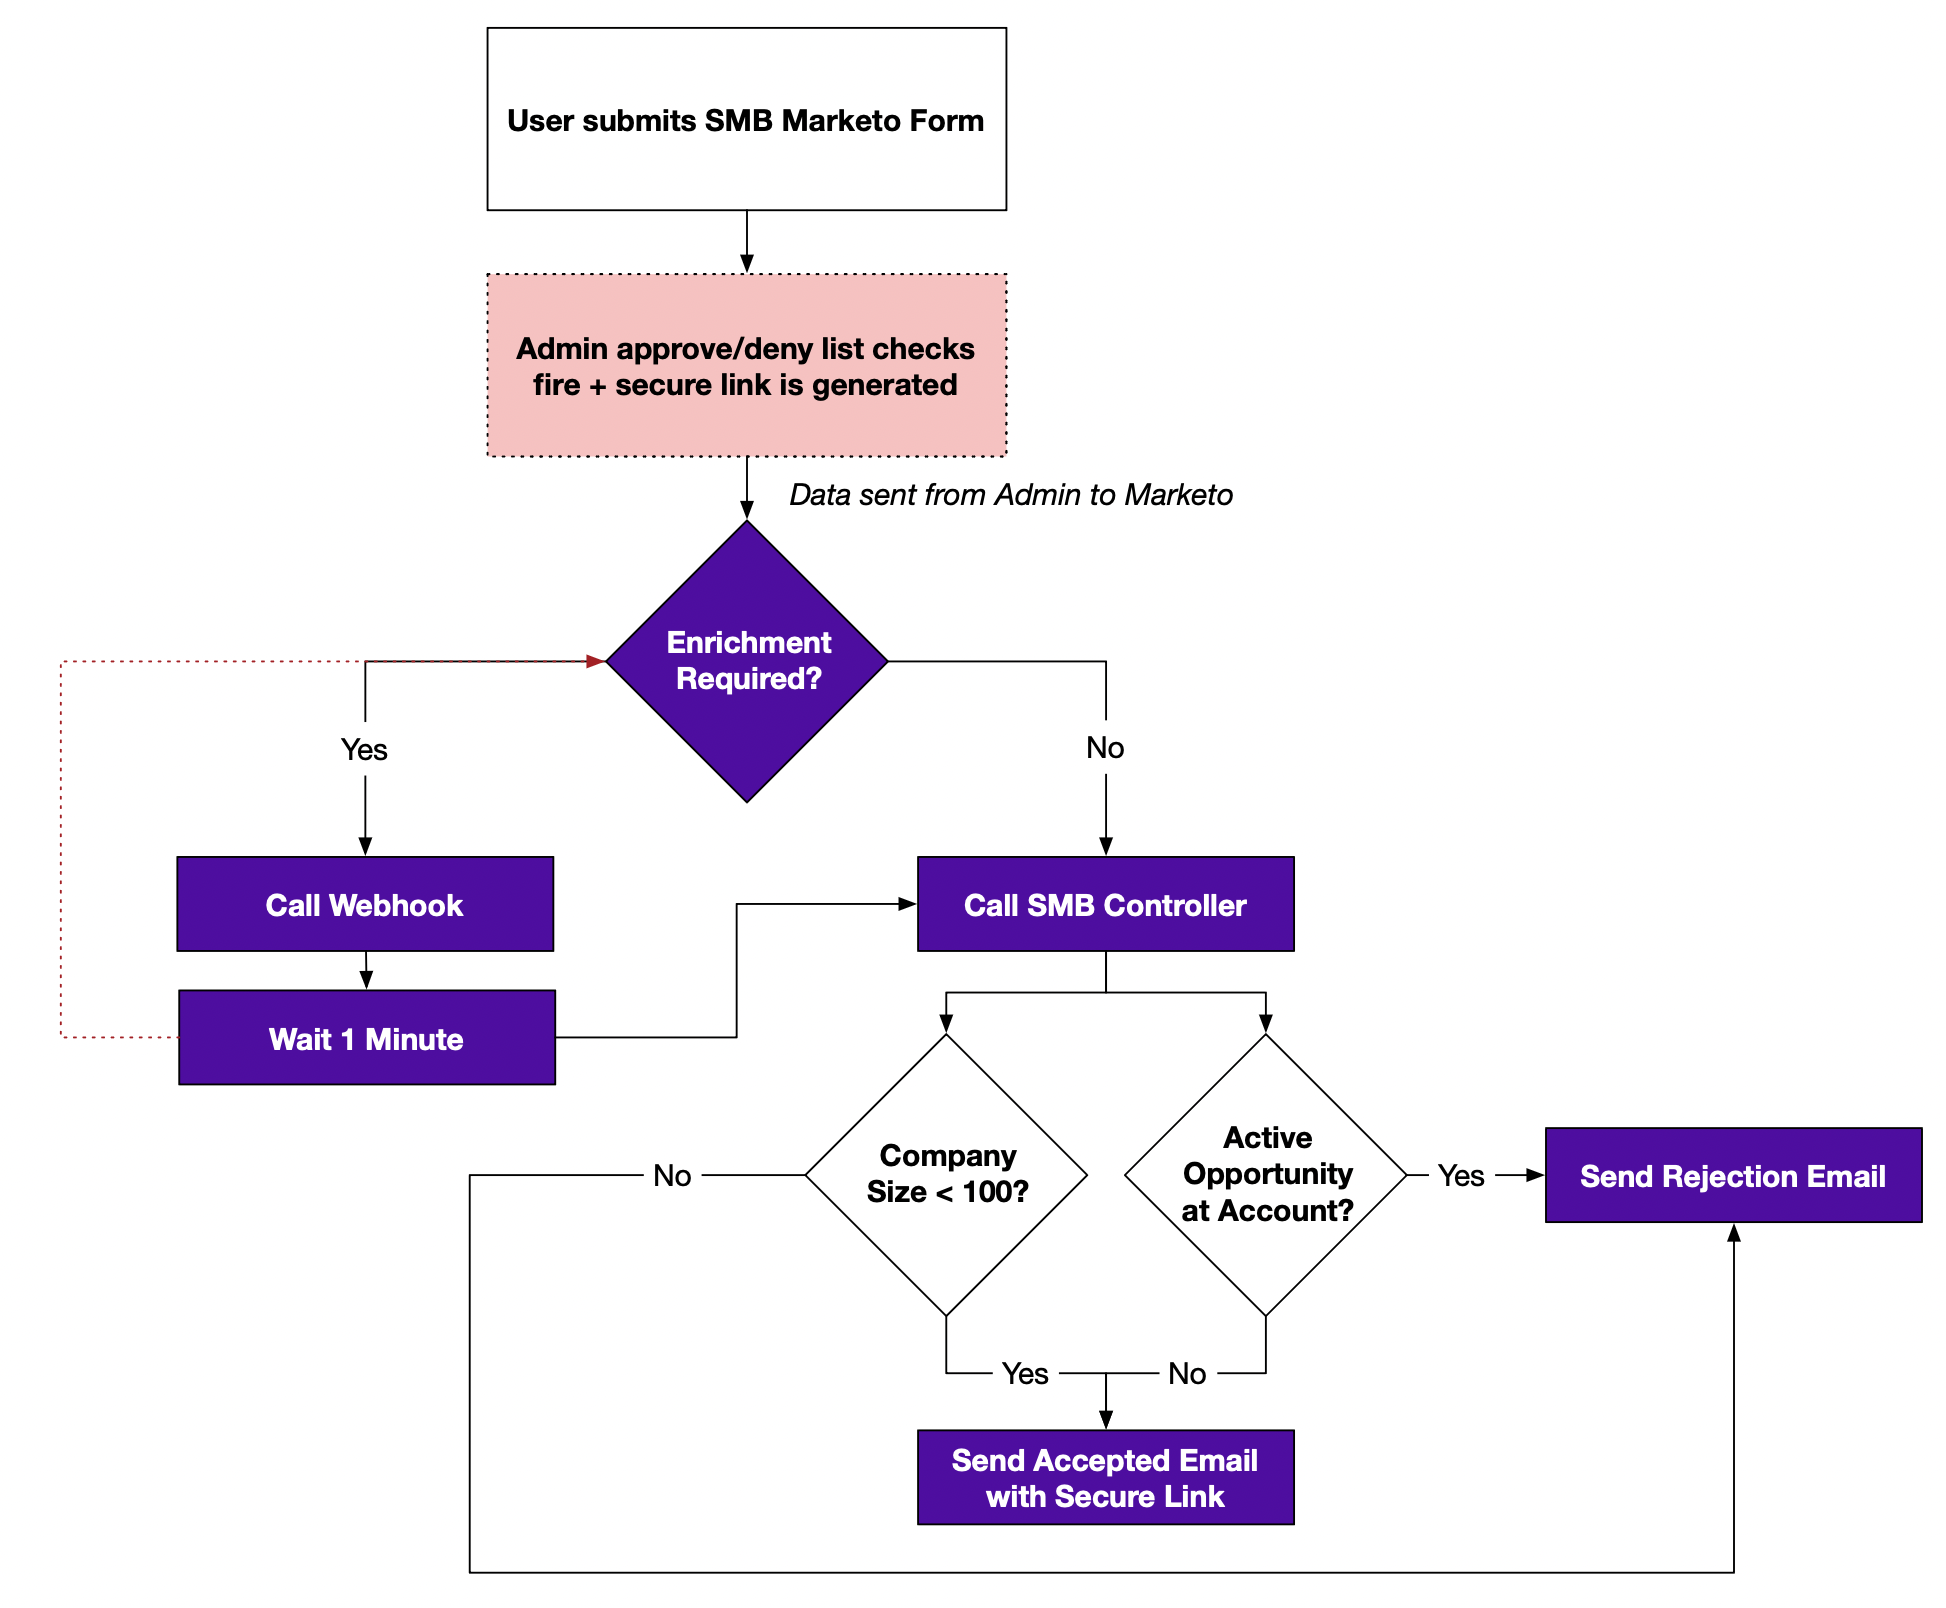 User submits SMB Marketo Form
Admin approve/deny list checks
fire + secure link is generated
Data sent from Admin to Marketo
Enrichment
Required?
Yes
No
Call Webhook
Call SMB Controller
Wait 1 Minute
Company
Size < 100?
No
Active
Opportunity
at Account?
Yes
Send Rejection Email
Yes
No
Send Accepted Email
with Secure Link